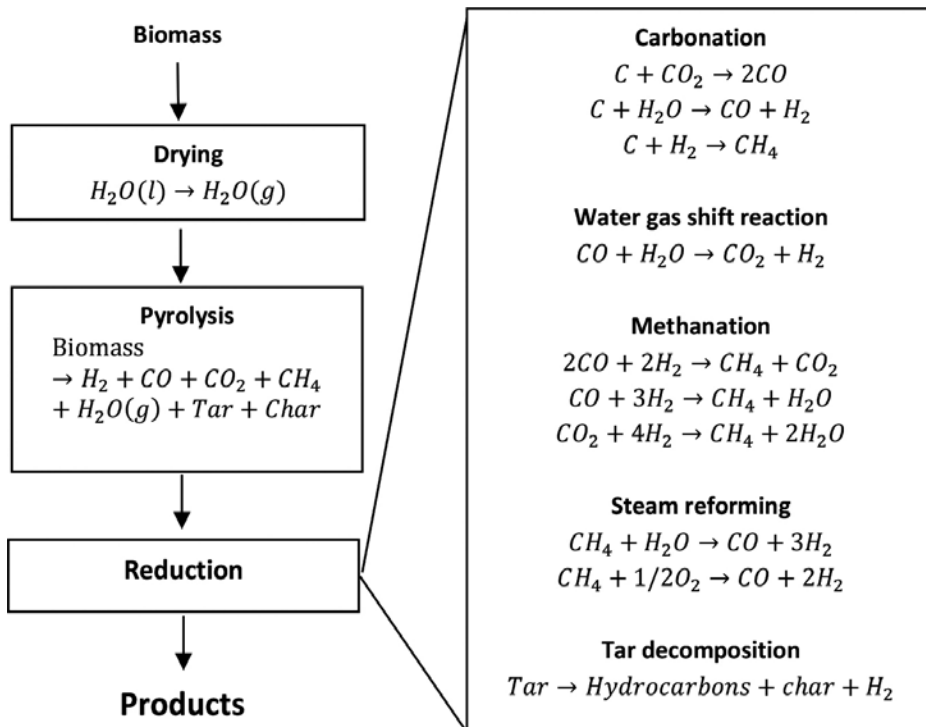 Biomass
Drying
H₂O(l) → H₂O(g)
Pyrolysis
Biomass
→ H₂ + CO + CO₂ + CH₄
+ H₂O(g) + Tar + Char
Reduction
Products
Carbonation
C + CO₂ → 2CO
C + H₂O → CO + H₂
C + H₂ → CH₄
Water gas shift reaction
CO + H₂O → CO₂ + H₂
Methanation
2CO + 2H₂ → CH₄ + CO₂
CO + 3H₂ → CH₄ + H₂O
CO₂ + 4H₂ → CH₄ + 2H₂O
Steam reforming
CH₄ + H₂O → CO + 3H₂
CH₄ + 1/2O₂ → CO + 2H₂
Tar decomposition
Tar → Hydrocarbons + char + H₂